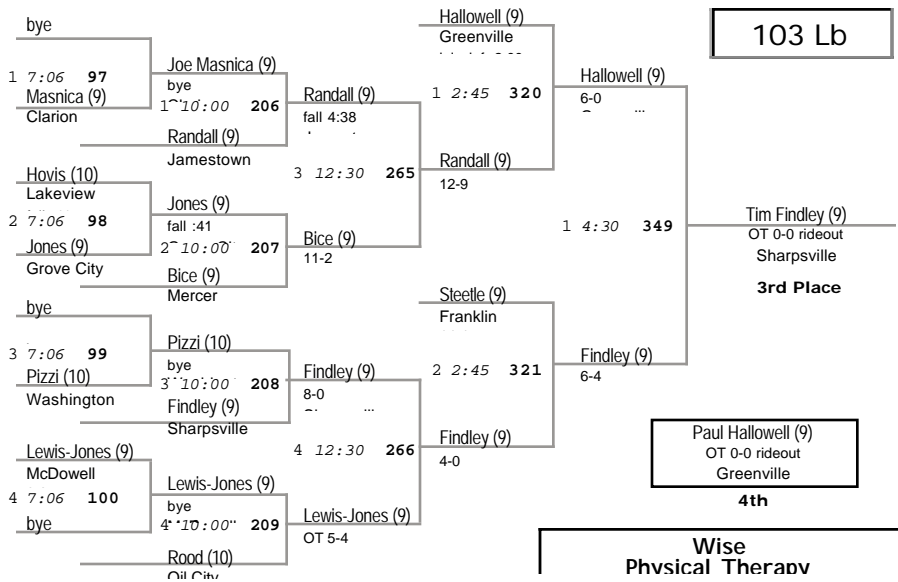 bye
1 7:06 97
Masnica (9)
Clarion
Hovis (10)
Lakeview
2 7:06 98
Jones (9)
Grove City
bye
3 7:06 99
Pizzi (10)
Washington
Lewis-Jones (9)
McDowell
4 7:06 100
bye
Joe Masnica (9)
bye
1 10:00 206
Randall (9)
Jamestown
Jones (9)
fall :41
2 10:00 207
Bice (9)
Mercer
Pizzi (10)
bye
3 10:00 208
Findley (9)
Sharpsville
Lewis-Jones (9)
bye
4 10:00 209
Rood (10)
Oil City
Randall (9)
fall 4:38
3 12:30 265
Bice (9)
11-2
Findley (9)
8-0
4 12:30 266
Lewis-Jones (9)
OT 5-4
Hallowell (9)
Greenville
1 2:45 320
Randall (9)
12-9
Steetle (9)
Franklin
2 2:45 321
Findley (9)
4-0
Hallowell (9)
6-0
1 4:30 349
Findley (9)
6-4
103 Lb
Tim Findley (9)
OT 0-0 rideout
Sharpsville
3rd Place
Paul Hallowell (9)
OT 0-0 rideout
Greenville
4th
Wise
Physical Therapy